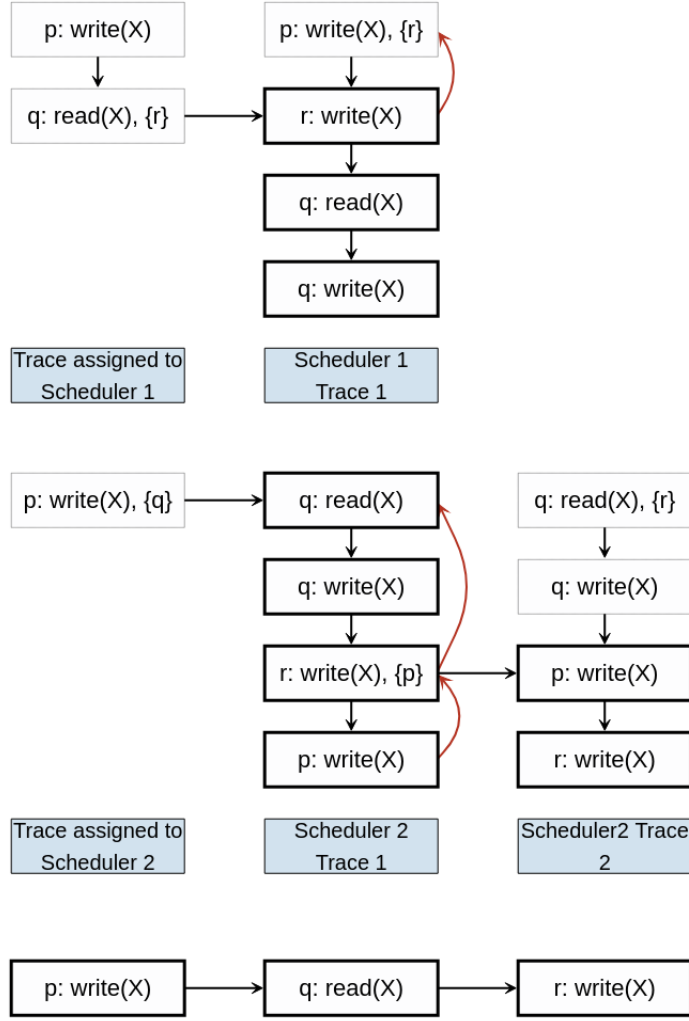 p: write(X)
p: write(X), {r}
q: read(X), {r}
r: write(X)
q: read(X)
q: write(X)
Trace assigned to
Scheduler 1
Scheduler 1
Trace 1
p: write(X), {q}
q: read(X)
q: read(X), {r}
q: write(X)
q: write(X)
r: write(X), {p}
p: write(X)
p: write(X)
r: write(X)
Trace assigned to
Scheduler 2
Scheduler 2
Trace 1
Scheduler2 Trace
2
p: write(X)
q: read(X)
r: write(X)